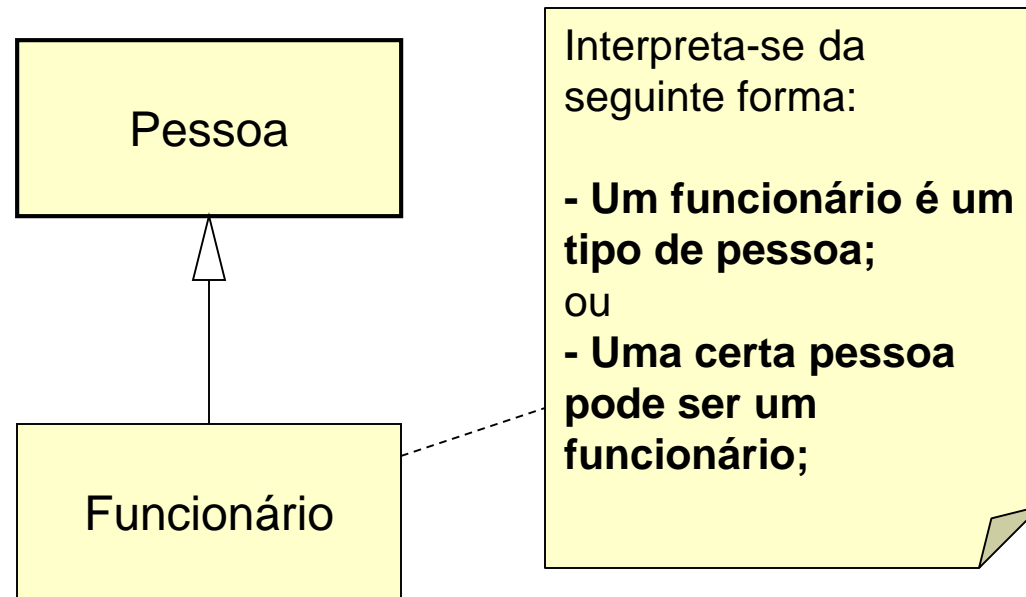 Pessoa
Funcionário
Interpreta-se da
seguinte forma:
- Um funcionário é um
tipo de pessoa;
ou
- Uma certa pessoa
pode ser um
funcionário;